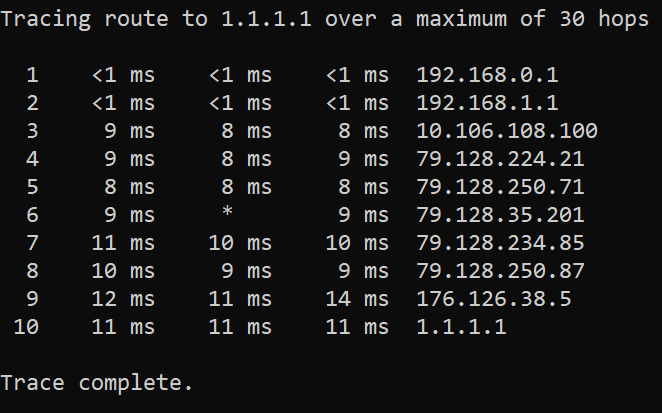 Tracing route to 1.1.1.1 over a maximum of 30 hops
1 <1 ms <1 ms <1 ms 192.168.0.1
2 <1 ms <1 ms <1 ms 192.168.1.1
3 9 ms 8 ms 8 ms 10.106.108.100
4 9 ms 8 ms 9 ms 79.128.224.21
5 8 ms 8 ms 8 ms 79.128.250.71
6 9 ms * 9 ms 79.128.35.201
7 11 ms 10 ms 10 ms 79.128.234.85
8 10 ms 9 ms 9 ms 79.128.250.87
9 12 ms 11 ms 14 ms 176.126.38.5
10 11 ms 11 ms 11 ms 1.1.1.1
Trace complete.